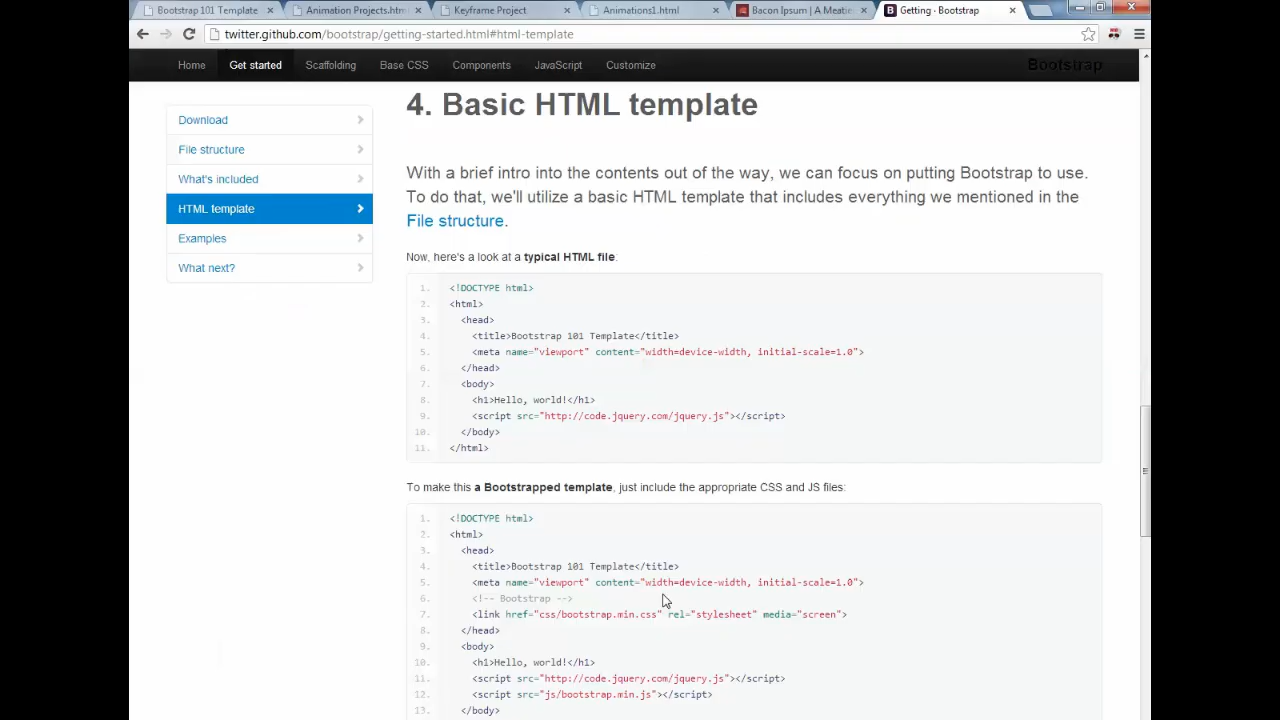 Bootstrap 101 Template
Animation Projects.html
Keyframe Project
Animations1.html
Bacon Ipsum | A Meatie
Getting · Bootstrap
twitter.github.com/bootstrap/getting-started.html#html-template
Home Get started Scaffolding Base CSS Components JavaScript Customize Bootstrap
Download
File structure
What's included
HTML template
Examples
What next?
4. Basic HTML template
With a brief intro into the contents out of the way, we can focus on putting Bootstrap to use.
To do that, we'll utilize a basic HTML template that includes everything we mentioned in the
File structure.
Now, here's a look at a typical HTML file:
1. <!DOCTYPE html>
2. <html>
3. <head>
4. <title>Bootstrap 101 Template</title>
5. <meta name="viewport" content="width=device-width, initial-scale=1.0">
6. </head>
7. <body>
8. <h1>Hello, world!</h1>
9. <script src="http://code.jquery.com/jquery.js"></script>
10. </body>
11. </html>
To make this a Bootstrapped template, just include the appropriate CSS and JS files:
1. <!DOCTYPE html>
2. <html>
3. <head>
4. <title>Bootstrap 101 Template</title>
5. <meta name="viewport" content="width=device-width, initial-scale=1.0">
6. <!-- Bootstrap -->
7. <link href="css/bootstrap.min.css" rel="stylesheet" media="screen">
8. </head>
9. <body>
10. <h1>Hello, world!</h1>
11. <script src="http://code.jquery.com/jquery.js"></script>
12. <script src="js/bootstrap.min.js"></script>
13. </body>